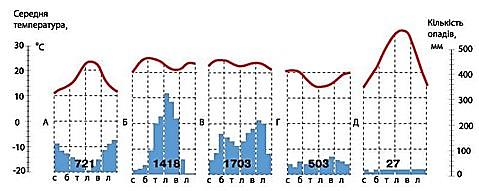 Середня
температура,
°С
Кількість
опадів,
мм
30
20
10
0
-10
-20
500
400
300
200
100
0
А
Б
В
Г
Д
721
1418
1703
503
27
с б т л в л
с б т л в л
с б т л в л
с б т л в л
с б т л в л